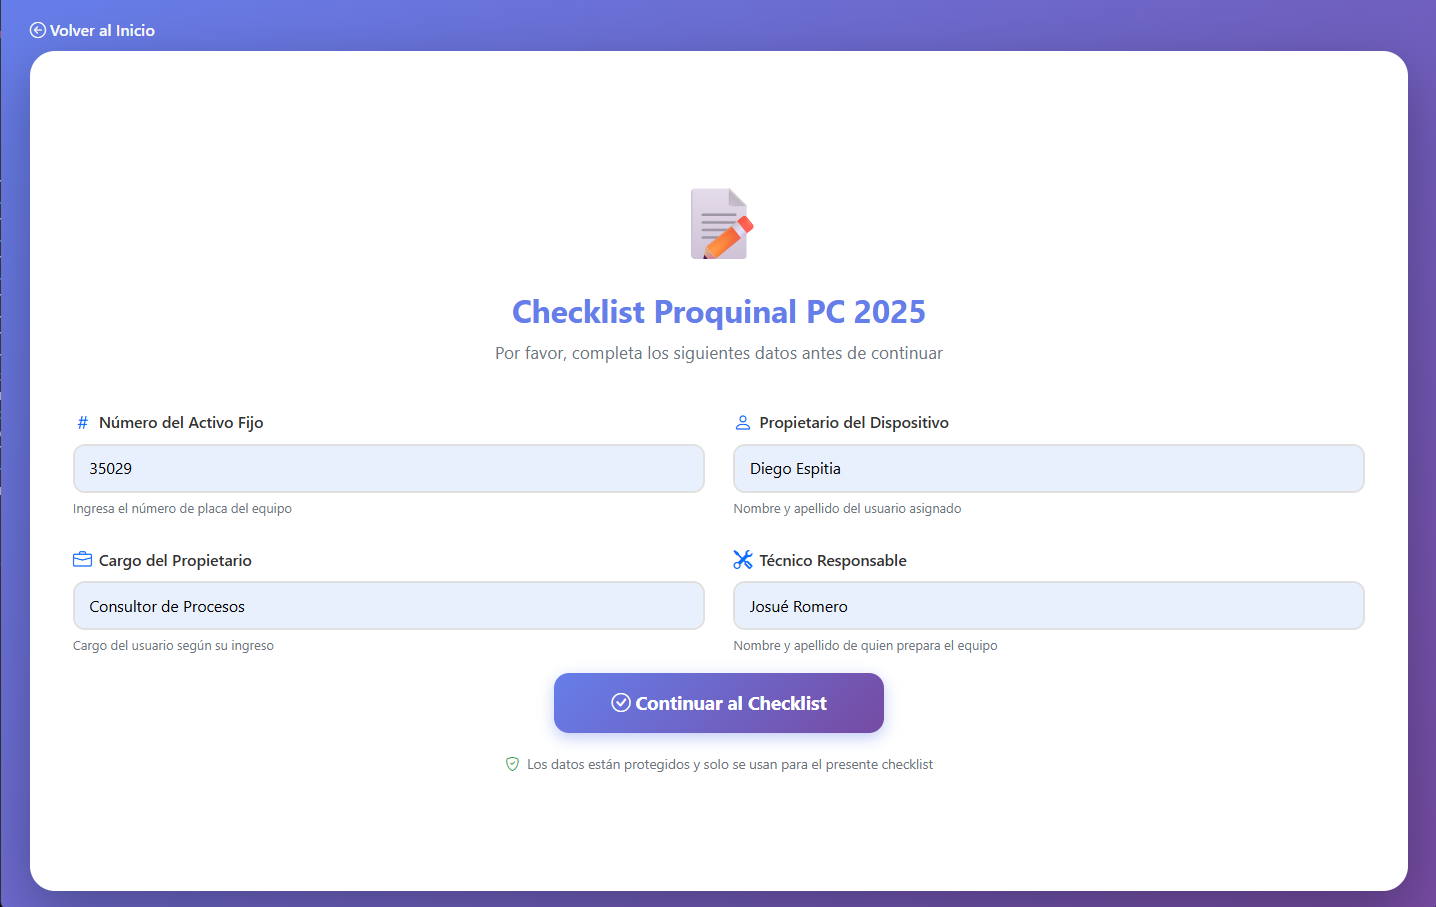 Volver al Inicio
Checklist Proquinal PC 2025
Por favor, completa los siguientes datos antes de continuar
# Número del Activo Fijo
35029
Ingresa el número de placa del equipo
Propietario del Dispositivo
Diego Espitia
Nombre y apellido del usuario asignado
Cargo del Propietario
Consultor de Procesos
Cargo del usuario según su ingreso
Técnico Responsable
Josué Romero
Nombre y apellido de quien prepara el equipo
Continuar al Checklist
Los datos están protegidos y solo se usan para el presente checklist